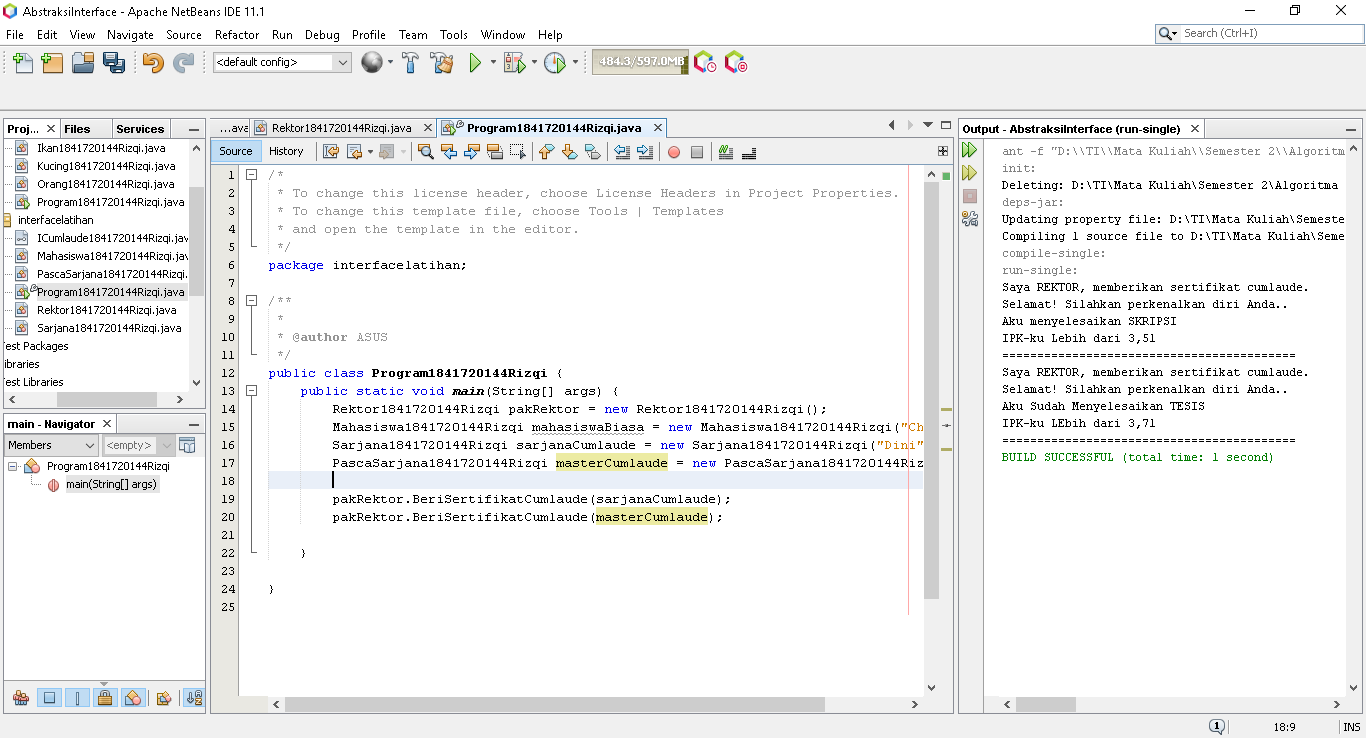 AbstraksiInterface - Apache NetBeans IDE 11.1
File Edit View Navigate Source Refactor Run Debug Profile Team Tools Window Help
Search (Ctrl+I)
<default config>
484.3/597.0MB
Proj... Files Services
Ikan1841720144Rizqi.java
Kucing1841720144Rizqi.java
Orang1841720144Rizqi.java
Program1841720144Rizqi.java
interfacelatihan
ICumlaude1841720144Rizqi.jav
Mahasiswa1841720144Rizqi.jav
PascaSarjana1841720144Rizqi.
Program1841720144Rizqi.java
Rektor1841720144Rizqi.java
Sarjana1841720144Rizqi.java
est Packages
ibraries
est Libraries
main - Navigator
Members <empty>
Program1841720144Rizqi
main(String[] args)
...ava Rektor1841720144Rizqi.java Program1841720144Rizqi.java
Source History
1 /*
2 * To change this license header, choose License Headers in Project Properties.
3 * To change this template file, choose Tools | Templates
4 * and open the template in the editor.
5 */
6 package interfacelatihan;
7
8 /**
9 *
10 * @author ASUS
11 */
12 public class Program1841720144Rizqi {
13 public static void main(String[] args) {
14 Rektor1841720144Rizqi pakRektor = new Rektor1841720144Rizqi();
15 Mahasiswa1841720144Rizqi mahasiswaBiasa = new Mahasiswa1841720144Rizqi("Ch
16 Sarjana1841720144Rizqi sarjanaCumlaude = new Sarjana1841720144Rizqi("Dini"
17 PascaSarjana1841720144Rizqi masterCumlaude = new PascaSarjana1841720144Riz
18
19 pakRektor.BeriSertifikatCumlaude(sarjanaCumlaude);
20 pakRektor.BeriSertifikatCumlaude(masterCumlaude);
21
22 }
23
24 }
25
Output - AbstraksiInterface (run-single)
ant -f "D:\\TI\\Mata Kuliah\\Semester 2\\Algoritm
init:
Deleting: D:\TI\Mata Kuliah\Semester 2\Algoritma
deps-jar:
Updating property file: D:\TI\Mata Kuliah\Semeste
Compiling 1 source file to D:\TI\Mata Kuliah\Seme
compile-single:
run-single:
Saya REKTOR, memberikan sertifikat cumlaude.
Selamat! Silahkan perkenalkan diri Anda..
Aku menyelesaikan SKRIPSI
IPK-ku Lebih dari 3,51
==========================================
Saya REKTOR, memberikan sertifikat cumlaude.
Selamat! Silahkan perkenalkan diri Anda..
Aku Sudah Menyelesaikan TESIS
IPK-ku LEbih dari 3,71
==========================================
BUILD SUCCESSFUL (total time: 1 second)
1 18:9 INS